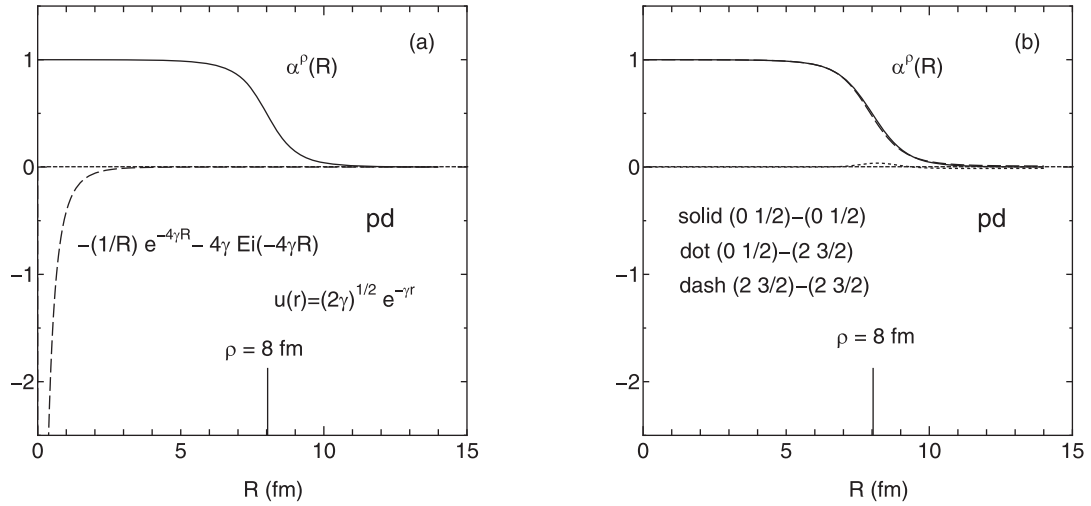 (a)
1
α^ρ(R)
0
pd
−(1/R) e^{−4γR} − 4γ Ei(−4γR)
−1
u(r)=(2γ)^{1/2} e^{−γr}
ρ = 8 fm
−2
0 5 10 15
R (fm)
(b)
1
α^ρ(R)
0
solid (0 1/2)−(0 1/2)
pd
dot (0 1/2)−(2 3/2)
−1
dash (2 3/2)−(2 3/2)
ρ = 8 fm
−2
0 5 10 15
R (fm)